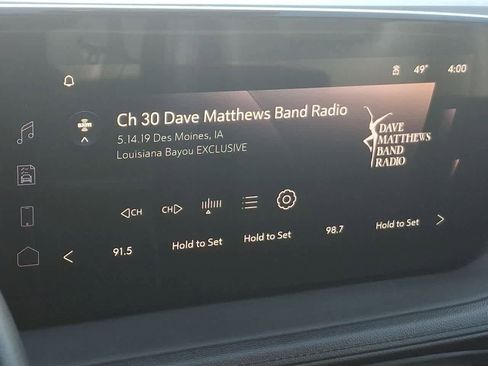 49° 4:00
Ch 30 Dave Matthews Band Radio
5.14.19 Des Moines, IA
Louisiana Bayou EXCLUSIVE
DAVE
MATTHEWS
BAND
RADIO
CH CH
91.5 Hold to Set Hold to Set 98.7 Hold to Set